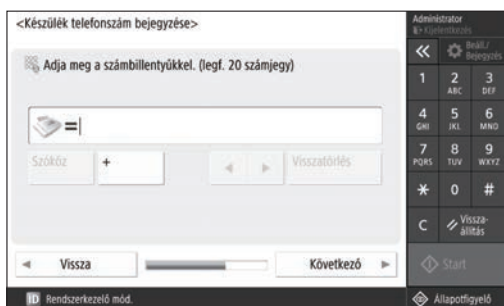 <Készülék telefonszám bejegyzése>
Adja meg a számbillentyűkkel. (legf. 20 számjegy)
=
Szóköz + Visszatörlés
Vissza Következő
ID Rendszerkezelő mód.
Administrator
Kijelentkezés
Beáll./
Bejegyzés
1 2 3
ABC DEF
4 5 6
GHI JKL MNO
7 8 9
PQRS TUV WXYZ
* 0 #
C Vissza-
állítás
Start
Állapotfigyelő